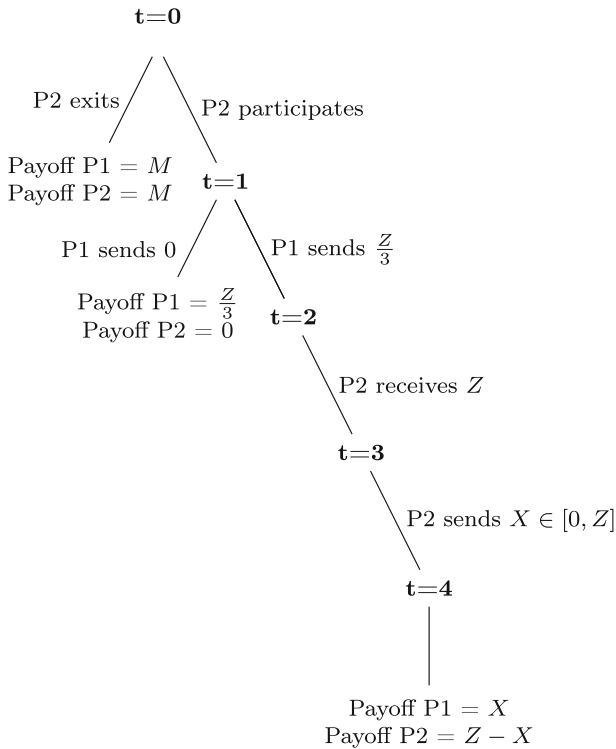 t=0
P2 exits
P2 participates
Payoff P1 = M
Payoff P2 = M
t=1
P1 sends 0
P1 sends Z/3
Payoff P1 = Z/3
Payoff P2 = 0
t=2
P2 receives Z
t=3
P2 sends X ∈ [0, Z]
t=4
Payoff P1 = X
Payoff P2 = Z − X